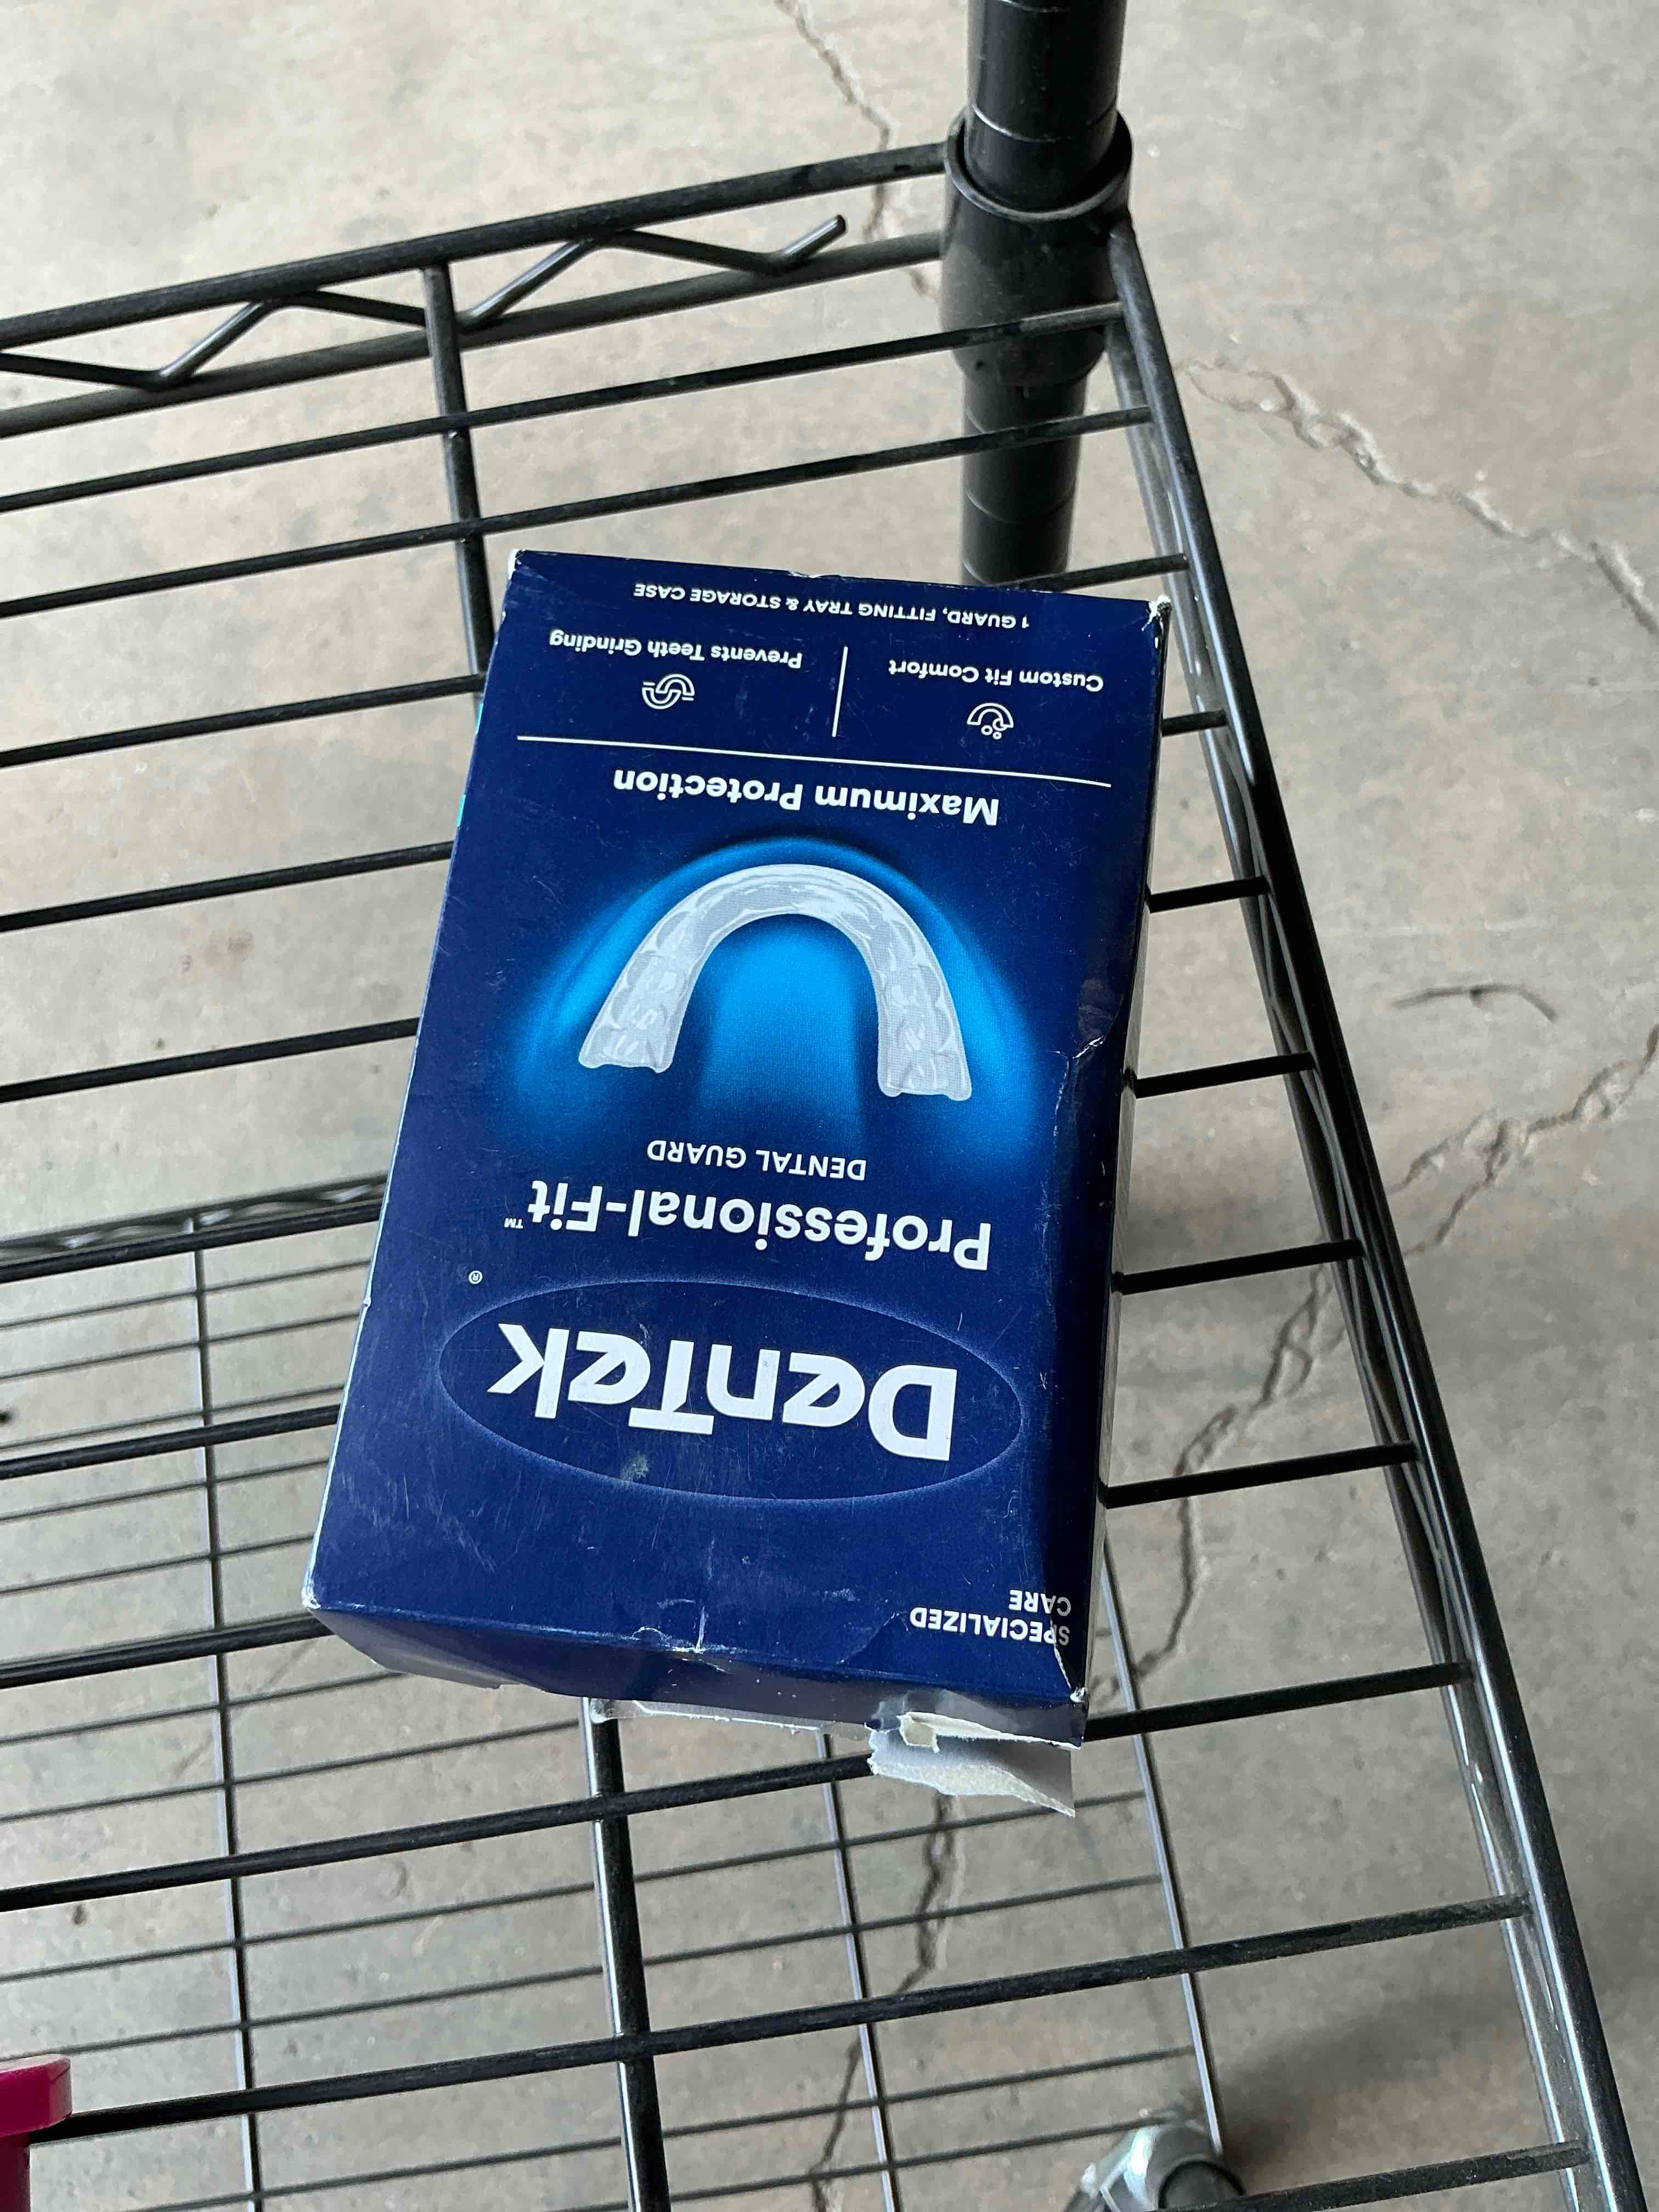 SPECIALIZED
CARE
DenTek®
Professional-Fit™
DENTAL GUARD
Maximum Protection
Custom Fit Comfort
Prevents Teeth Grinding
1 GUARD, FITTING TRAY & STORAGE CASE